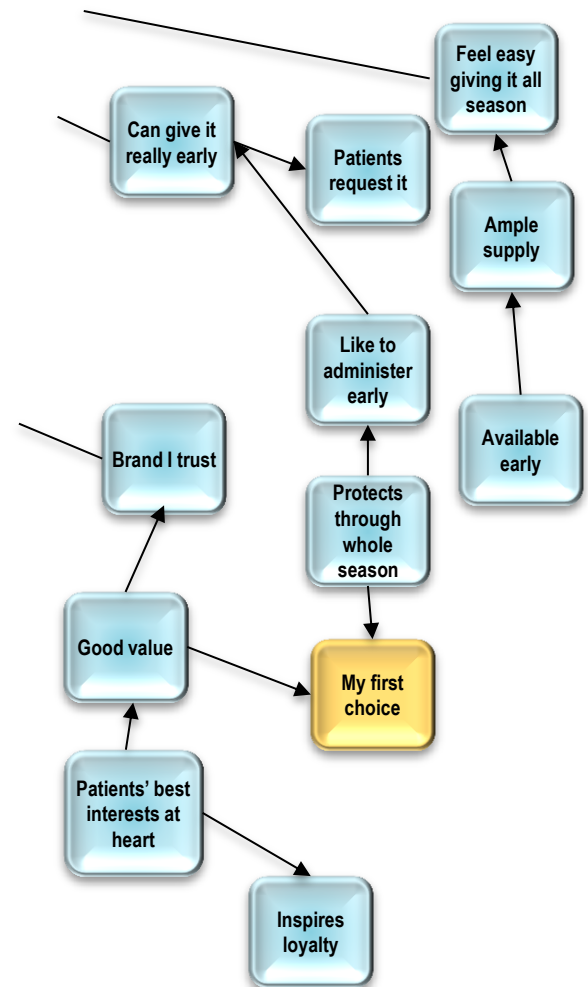 Feel easy
giving it all
season
Can give it
really early
Patients
request it
Ample
supply
Like to
administer
early
Available
early
Brand I trust
Protects
through
whole
season
Good value
My first
choice
Patients’ best
interests at
heart
Inspires
loyalty